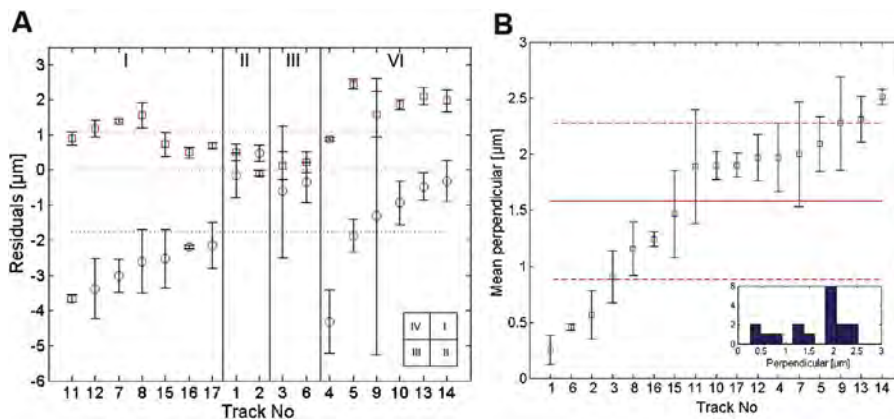 A
I II III VI
3
2
1
0
-1
-2
-3
-4
-5
-6
Residuals [µm]
IV I
III II
11 12 7 8 15 16 17 1 2 3 6 4 5 9 10 13 14
Track No
B
3
2.5
2
1.5
1
0.5
0
Mean perpendicular [µm]
6
4
2
0
0 0.5 1 1.5 2 2.5 3
Perpendicular [µm]
1 6 2 3 8 16 15 11 10 17 12 4 7 5 9 13 14
Track No